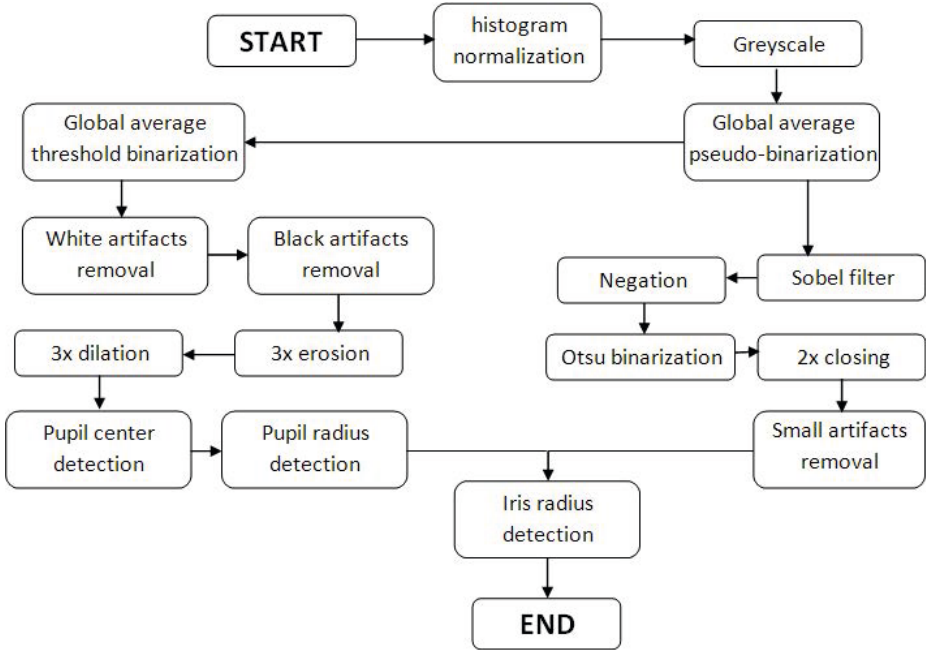 START
histogram
normalization
Greyscale
Global average
threshold binarization
Global average
pseudo-binarization
White artifacts
removal
Black artifacts
removal
Negation
Sobel filter
3x dilation
3x erosion
Otsu binarization
2x closing
Pupil center
detection
Pupil radius
detection
Small artifacts
removal
Iris radius
detection
END